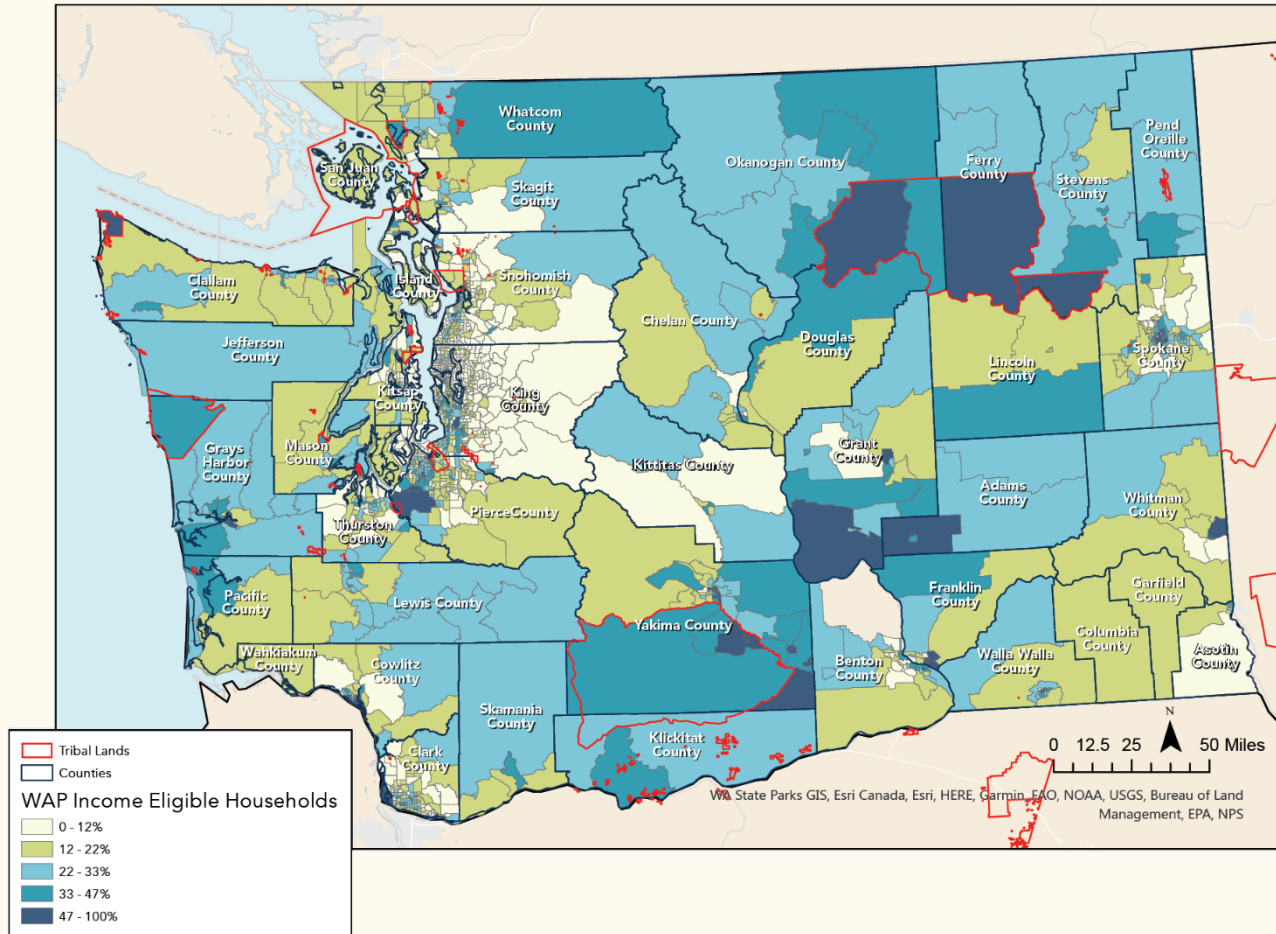 Whatcom
County
San Juan
County
Skagit
County
Okanogan County
Ferry
County
Stevens
County
Pend
Oreille
County
Clallam
County
Island
County
Snohomish
County
Chelan County
Douglas
County
Jefferson
County
Kitsap
County
King
County
Lincoln
County
Spokane
County
Grays
Harbor
County
Mason
County
Kittitas County
Grant
County
Adams
County
Whitman
County
Thurston
County
PierceCounty
Pacific
County
Lewis County
Yakima County
Franklin
County
Garfield
County
Columbia
County
Asotin
County
Wahkiakum
County
Cowlitz
County
Skamania
County
Benton
County
Walla Walla
County
Clark
County
Klickitat
County
N
0 12.5 25 50 Miles
WA State Parks GIS, Esri Canada, Esri, HERE, Garmin, FAO, NOAA, USGS, Bureau of Land
Management, EPA, NPS
Tribal Lands
Counties
WAP Income Eligible Households
0 - 12%
12 - 22%
22 - 33%
33 - 47%
47 - 100%